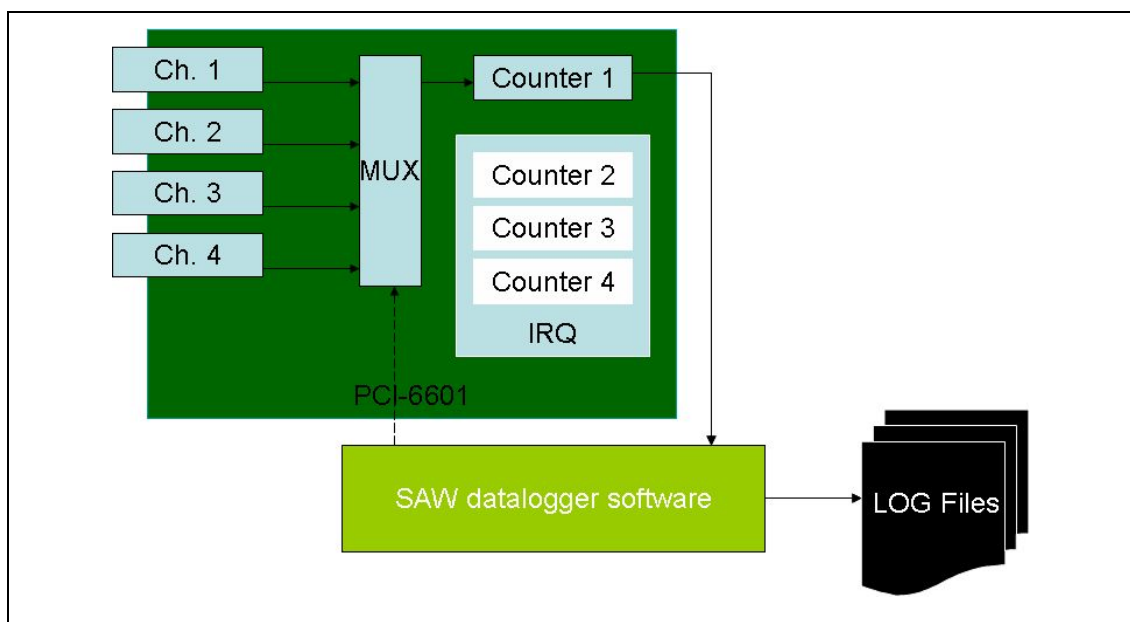 Ch. 1
Ch. 2
Ch. 3
Ch. 4
MUX
Counter 1
Counter 2
Counter 3
Counter 4
IRQ
PCI-6601
SAW datalogger software
LOG Files